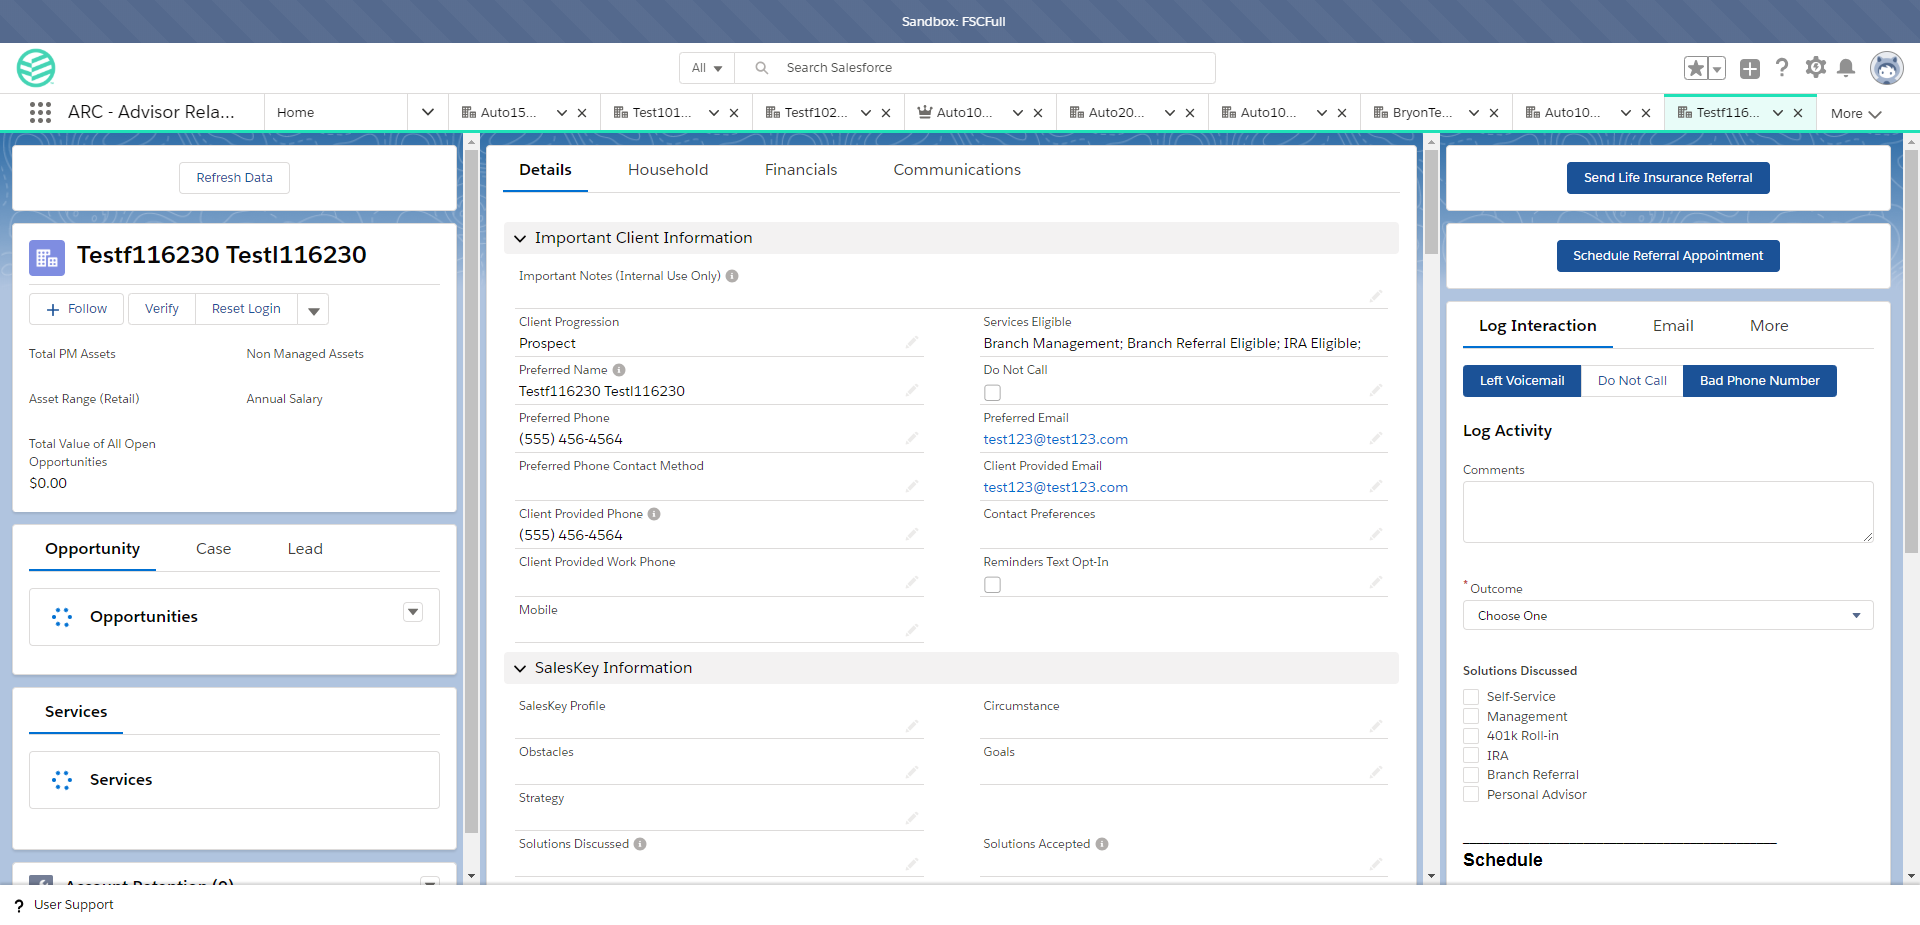 Sandbox: FSCFull
All
Search Salesforce
ARC - Advisor Rela...
Home
Auto15...
Test101...
Testf102...
Auto10...
Auto20...
Auto10...
BryonTe...
Auto10...
Testf116...
More
Refresh Data
Testf116230 Testl116230
Follow
Verify
Reset Login
Total PM Assets
Non Managed Assets
Asset Range (Retail)
Annual Salary
Total Value of All Open
Opportunities
$0.00
Opportunity
Case
Lead
Opportunities
Services
Services
Account Retention (0)
Details
Household
Financials
Communications
Important Client Information
Important Notes (Internal Use Only)
Client Progression
Prospect
Services Eligible
Branch Management; Branch Referral Eligible; IRA Eligible;
Preferred Name
Testf116230 Testl116230
Do Not Call
Preferred Phone
(555) 456-4564
Preferred Email
test123@test123.com
Preferred Phone Contact Method
Client Provided Email
test123@test123.com
Client Provided Phone
(555) 456-4564
Contact Preferences
Client Provided Work Phone
Reminders Text Opt-In
Mobile
SalesKey Information
SalesKey Profile
Circumstance
Obstacles
Goals
Strategy
Solutions Discussed
Solutions Accepted
Send Life Insurance Referral
Schedule Referral Appointment
Log Interaction
Email
More
Left Voicemail
Do Not Call
Bad Phone Number
Log Activity
Comments
* Outcome
Choose One
Solutions Discussed
Self-Service
Management
401k Roll-in
IRA
Branch Referral
Personal Advisor
Schedule
? User Support